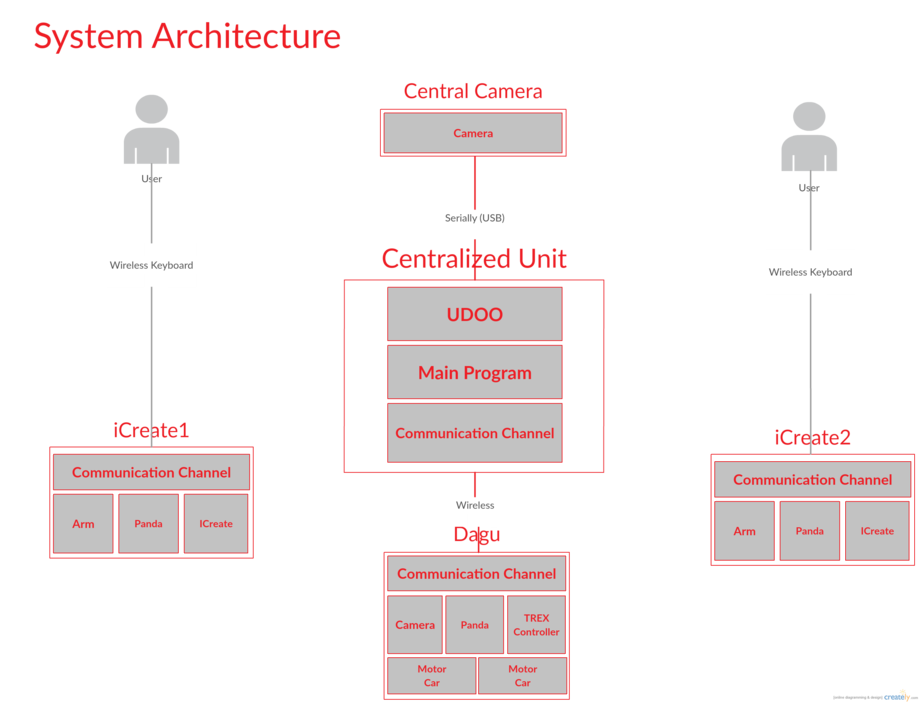 System Architecture
Central Camera
Camera
User
User
Serially (USB)
Wireless Keyboard
Wireless Keyboard
Centralized Unit
UDOO
Main Program
Communication Channel
iCreate1
Communication Channel
Arm
Panda
ICreate
iCreate2
Communication Channel
Arm
Panda
ICreate
Wireless
Dagu
Communication Channel
Camera
Panda
TREX
Controller
Motor
Car
Motor
Car
[online diagramming & design] creately.com